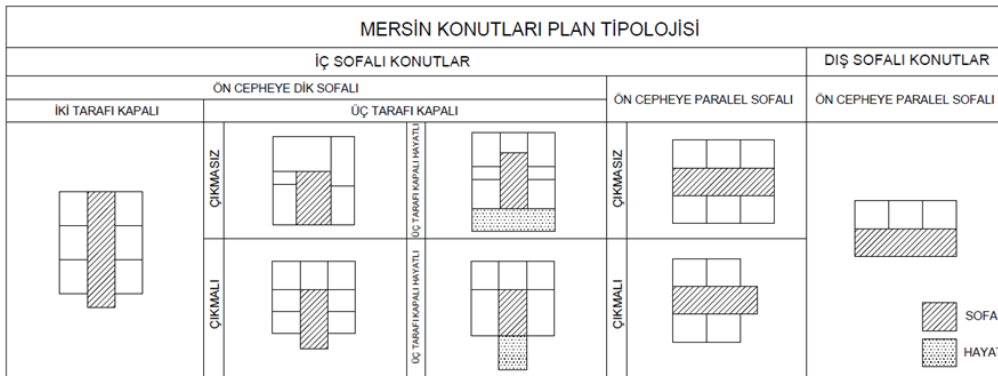 MERSİN KONUTLARI PLAN TİPOLOJİSİ
İÇ SOFALI KONUTLAR
DIŞ SOFALI KONUTLAR
ÖN CEPHEYE DİK SOFALI
ÖN CEPHEYE PARALEL SOFALI
ÖN CEPHEYE PARALEL SOFALI
İKİ TARAFI KAPALI
ÜÇ TARAFI KAPALI
ÇIKMASIZ
ÜÇ TARAFI KAPALI HAYATLI
ÇIKMASIZ
ÇIKMALI
ÜÇ TARAFI KAPALI HAYATLI
ÇIKMALI
SOFA
HAYAT